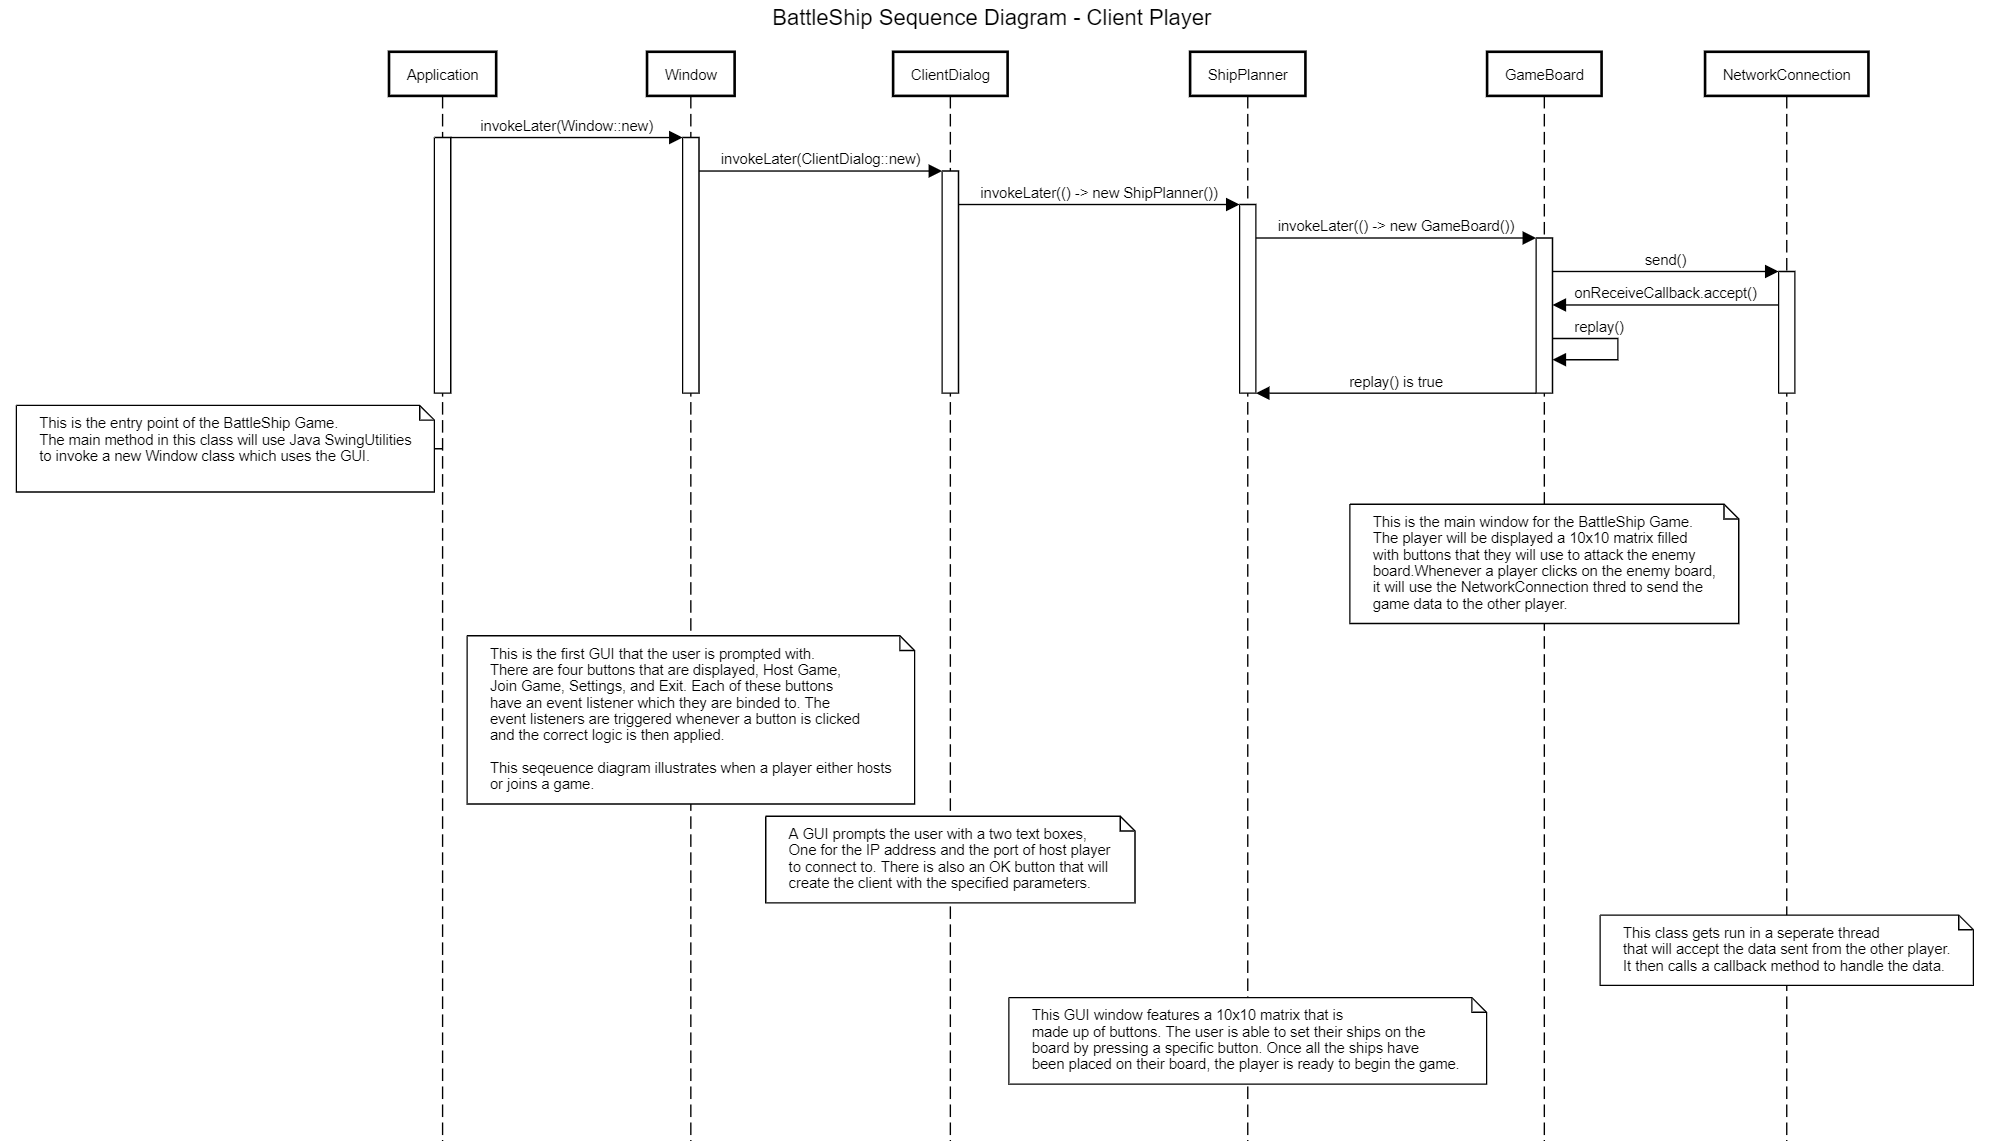 BattleShip Sequence Diagram - Client Player
Application
Window
ClientDialog
ShipPlanner
GameBoard
NetworkConnection
invokeLater(Window::new)
invokeLater(ClientDialog::new)
invokeLater(() -> new ShipPlanner())
invokeLater(() -> new GameBoard())
send()
onReceiveCallback.accept()
replay()
replay() is true
This is the entry point of the BattleShip Game.
The main method in this class will use Java SwingUtilities
to invoke a new Window class which uses the GUI.
This is the main window for the BattleShip Game.
The player will be displayed a 10x10 matrix filled
with buttons that they will use to attack the enemy
board.Whenever a player clicks on the enemy board,
it will use the NetworkConnection thred to send the
game data to the other player.
This is the first GUI that the user is prompted with.
There are four buttons that are displayed, Host Game,
Join Game, Settings, and Exit. Each of these buttons
have an event listener which they are binded to. The
event listeners are triggered whenever a button is clicked
and the correct logic is then applied.
This seqeuence diagram illustrates when a player either hosts
or joins a game.
A GUI prompts the user with a two text boxes,
One for the IP address and the port of host player
to connect to. There is also an OK button that will
create the client with the specified parameters.
This class gets run in a seperate thread
that will accept the data sent from the other player.
It then calls a callback method to handle the data.
This GUI window features a 10x10 matrix that is
made up of buttons. The user is able to set their ships on the
board by pressing a specific button. Once all the ships have
been placed on their board, the player is ready to begin the game.